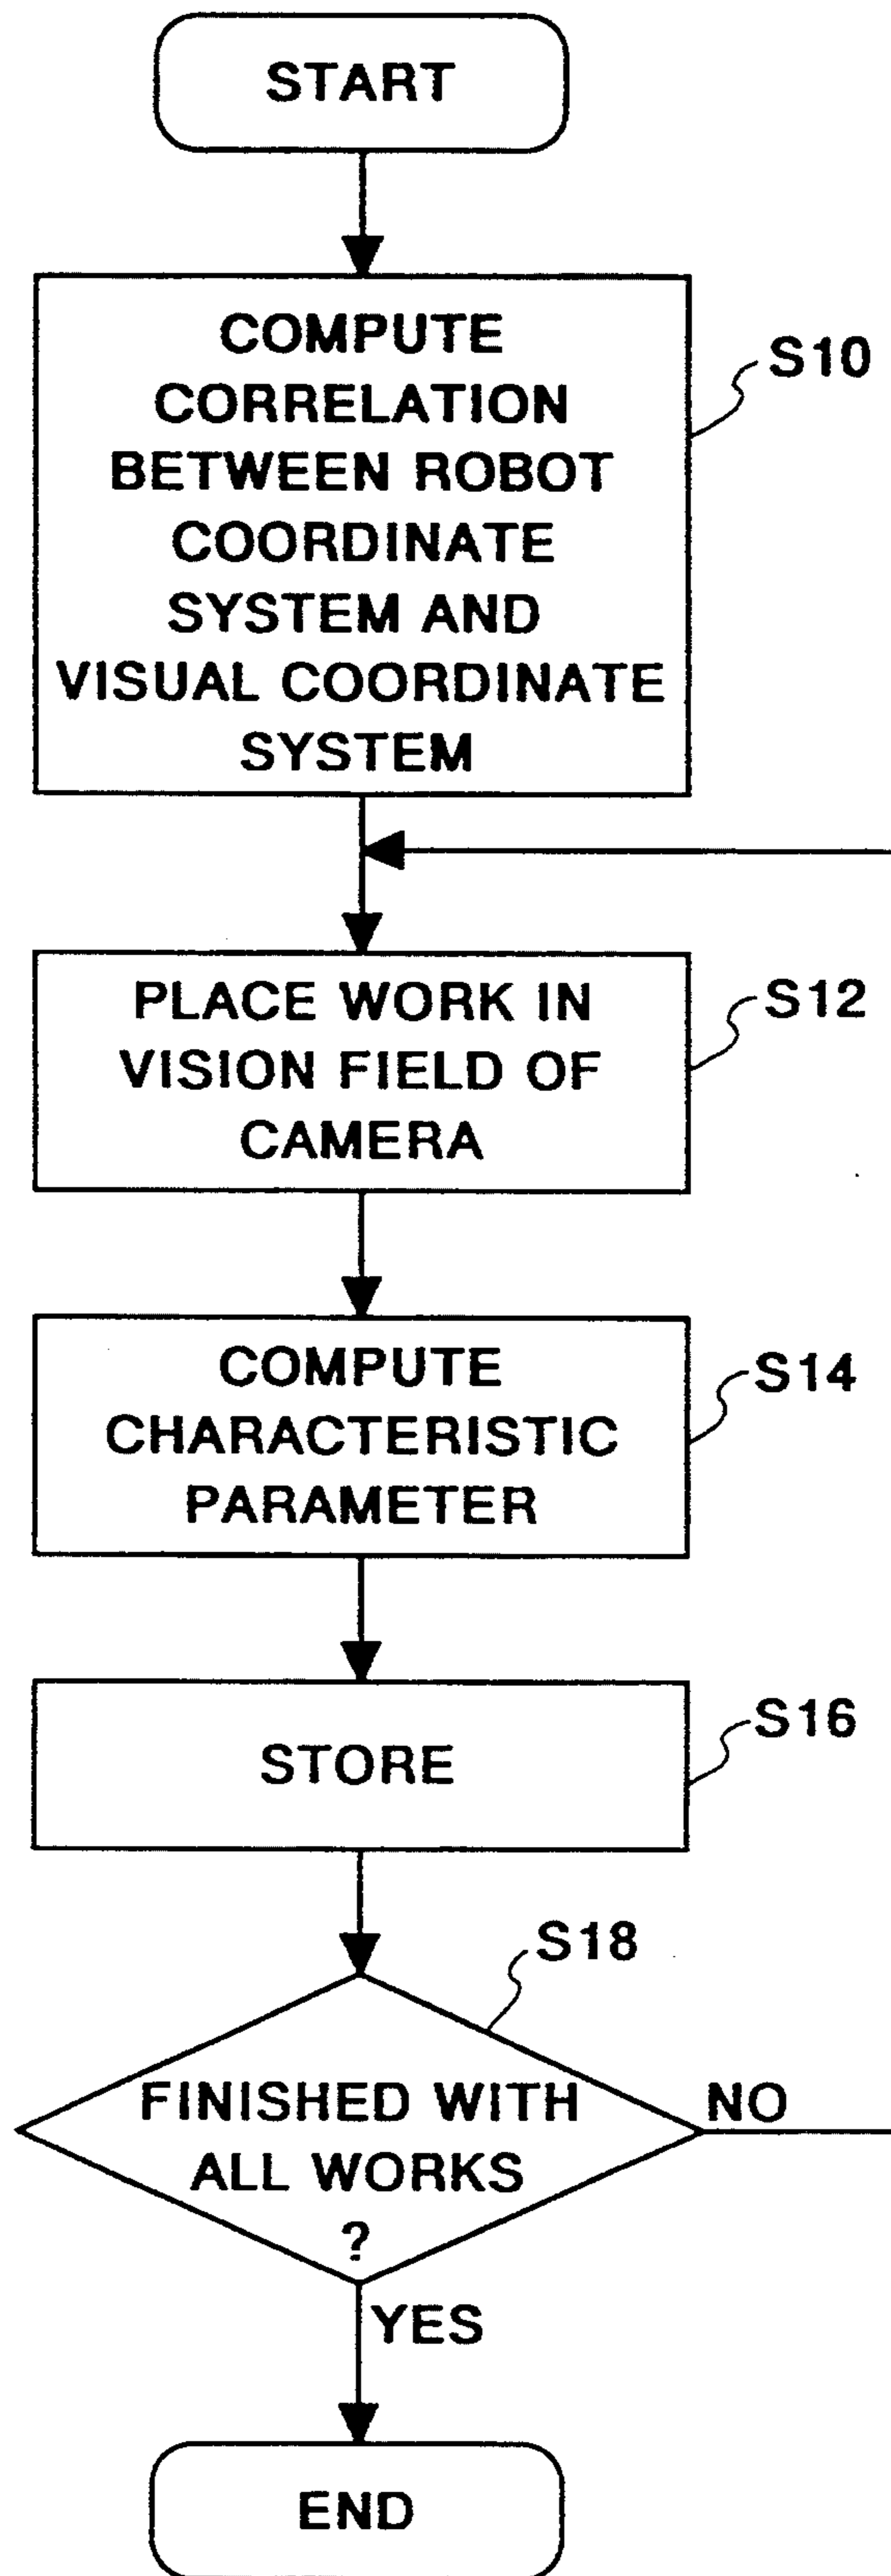 START
COMPUTE
CORRELATION
BETWEEN ROBOT
COORDINATE
SYSTEM AND
VISUAL COORDINATE
SYSTEM
S10
PLACE WORK IN
VISION FIELD OF
CAMERA
S12
COMPUTE
CHARACTERISTIC
PARAMETER
S14
STORE
S16
S18
FINISHED WITH
ALL WORKS
?
NO
YES
END